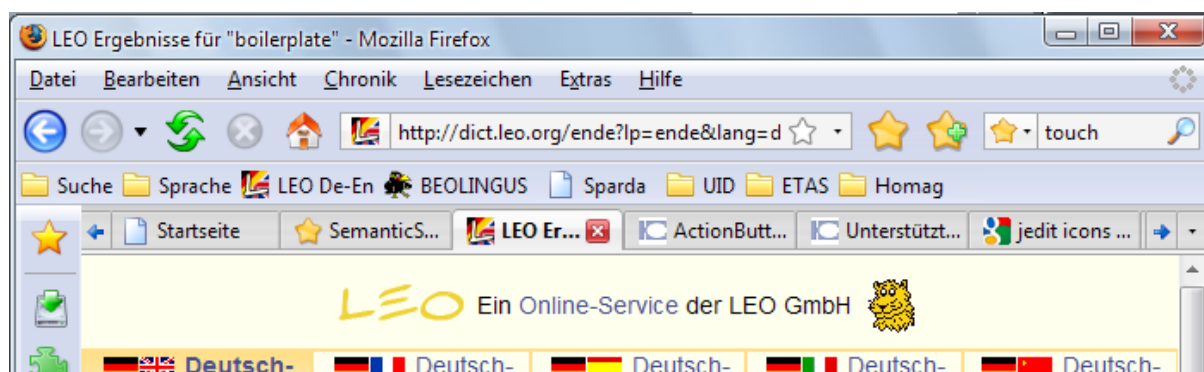 LEO Ergebnisse für "boilerplate" - Mozilla Firefox
Datei Bearbeiten Ansicht Chronik Lesezeichen Extras Hilfe
http://dict.leo.org/ende?lp=ende&lang=d touch
Suche Sprache LEO De-En BEOLINGUS Sparda UID ETAS Homag
Startseite SemanticS... LEO Er... ActionButt... Unterstützt... jedit icons ...
LEO Ein Online-Service der LEO GmbH
Deutsch- Deutsch- Deutsch- Deutsch- Deutsch-